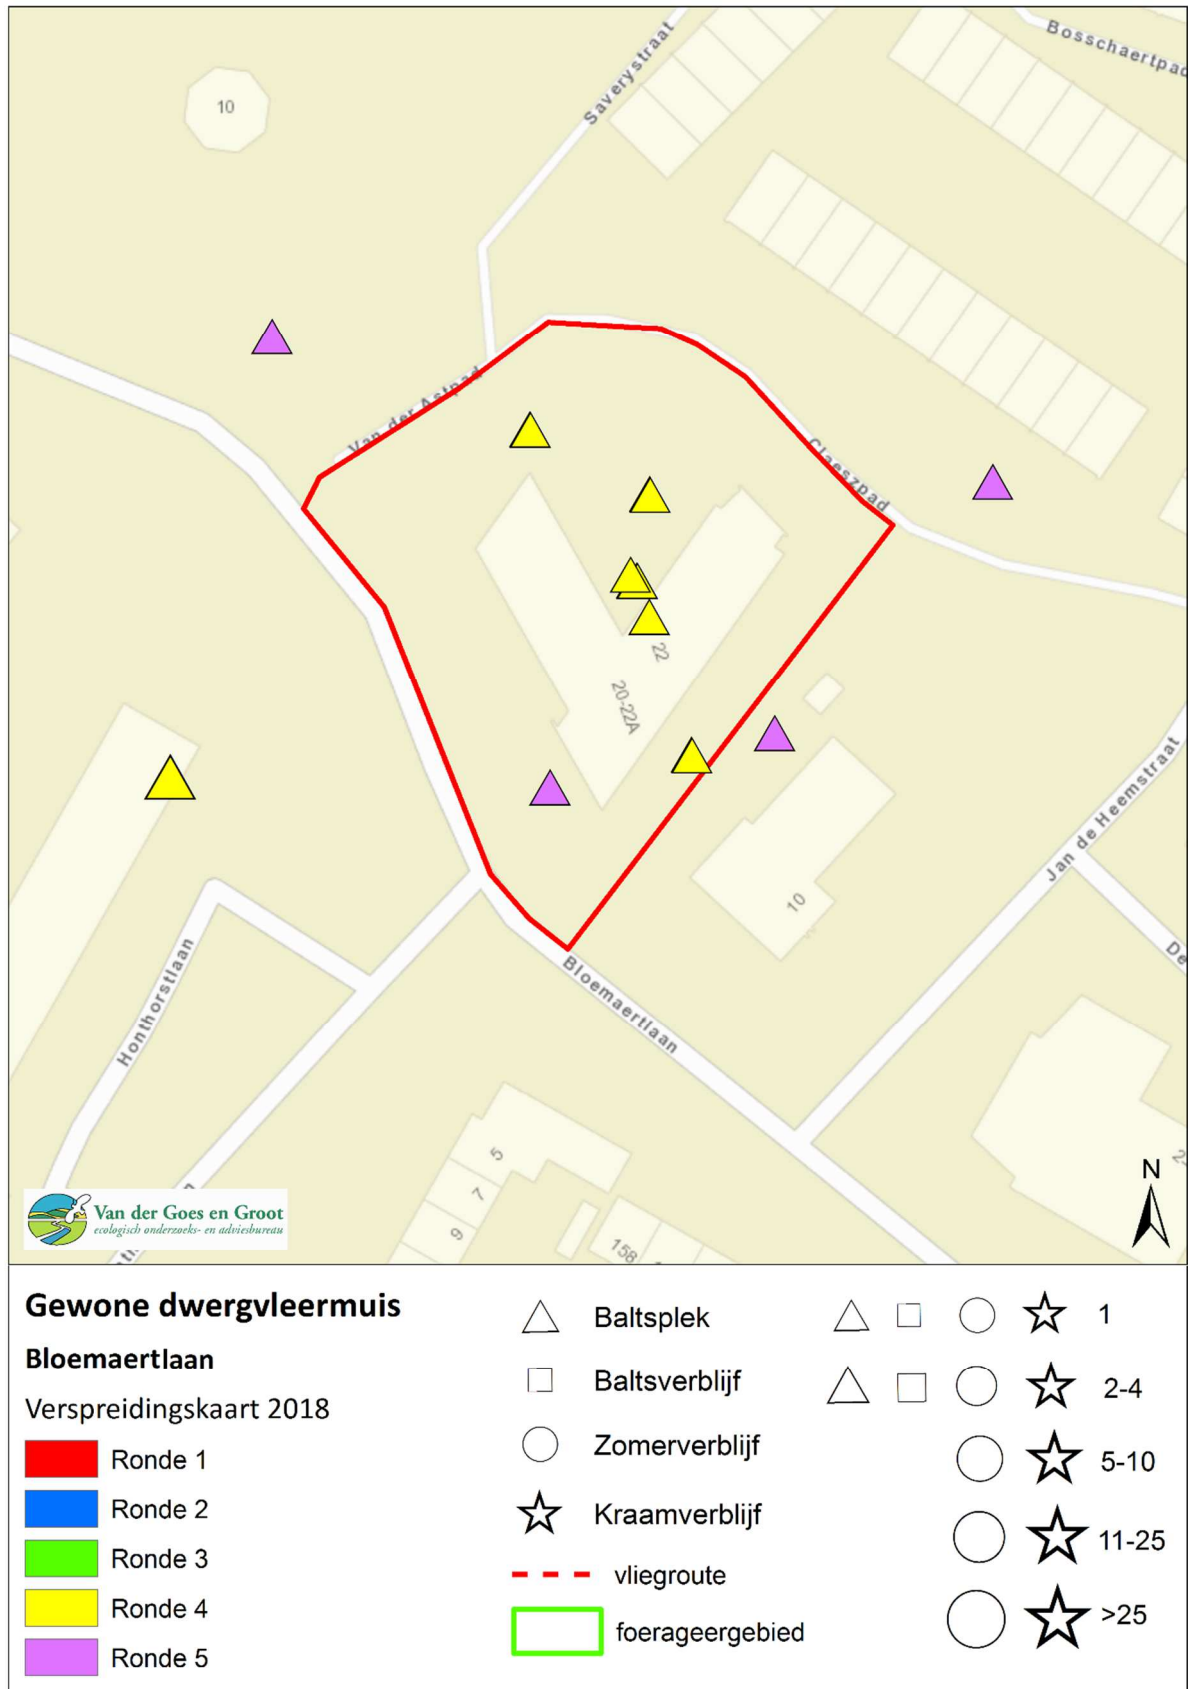 Bosschaertpad
Saverystraat
10
Van der Astpad
Claeszpad
22
20-22A
Jan de Heemstraat
10
De
Honthorstlaan
Bloemaertlaan
5
7
9
158
N
Van der Goes en Groot
ecologisch onderzoeks- en adviesbureau
Gewone dwergvleermuis
Bloemaertlaan
Verspreidingskaart 2018
Ronde 1
Ronde 2
Ronde 3
Ronde 4
Ronde 5
Baltsplek
Baltsverblijf
Zomerverblijf
Kraamverblijf
vliegroute
foerageergebied
1
2-4
5-10
11-25
>25